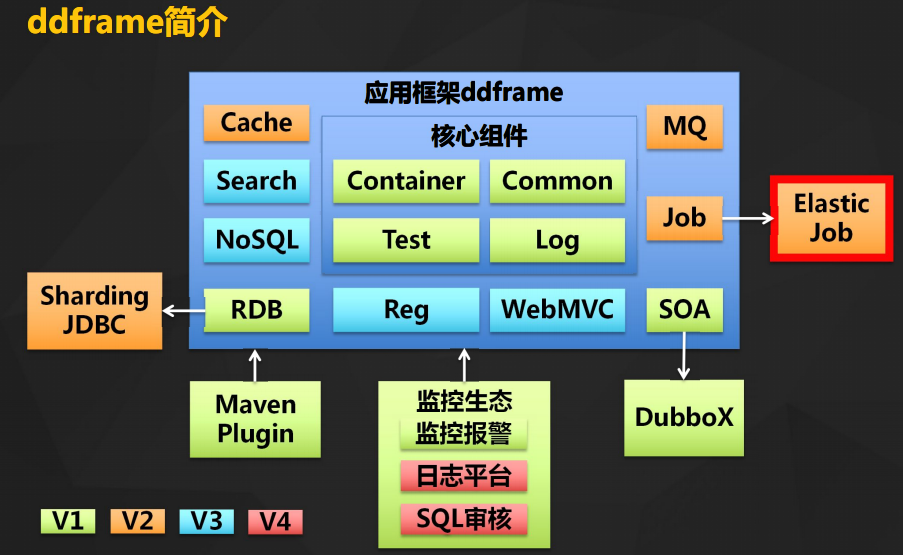 ddframe简介
应用框架ddframe
Cache
核心组件
MQ
Search
Container
Common
Elastic
Job
Job
NoSQL
Test
Log
Sharding
JDBC
RDB
Reg
WebMVC
SOA
Maven
Plugin
监控生态
监控报警
日志平台
SQL审核
DubboX
V1
V2
V3
V4